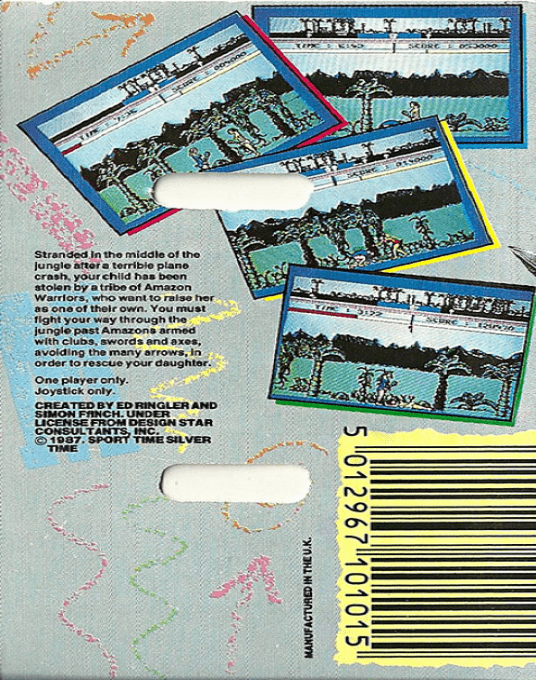 SCORE : 053000
Stranded in the middle of the
jungle after a terrible plane
crash, your child has been
stolen by a tribe of Amazon
Warriors, who want to raise her
as one of their own. You must
fight your way through the
jungle past Amazons armed
with clubs, swords and axes,
avoiding the many arrows, in
order to rescue your daughter.
One player only.
Joystick only.
CREATED BY ED RINGLER AND
SIMON FFINCH. UNDER
LICENSE FROM DESIGN STAR
CONSULTANTS, INC.
© 1987. SPORT TIME SILVER
TIME
MANUFACTURED IN THE U.K.
5 012967 101015